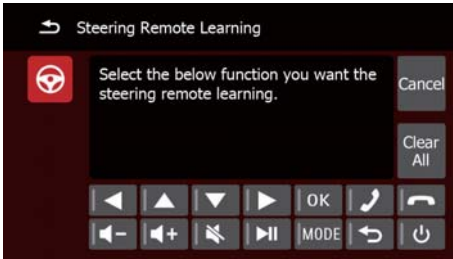 Steering Remote Learning
Select the below function you want the
steering remote learning.
Cancel
Clear
All
OK
MODE